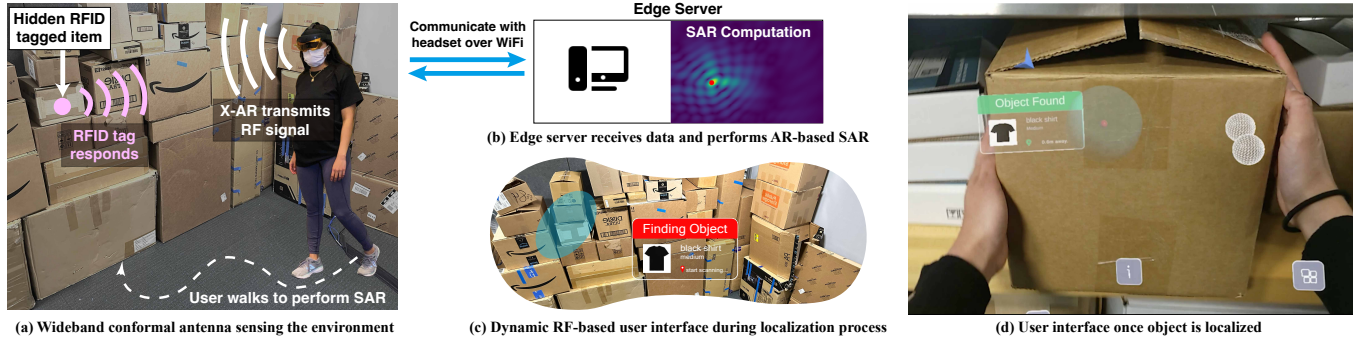 Hidden RFID
tagged item
RFID tag
responds
X-AR transmits
RF signal
User walks to perform SAR
(a) Wideband conformal antenna sensing the environment
Communicate with
headset over WiFi
Edge Server
SAR Computation
(b) Edge server receives data and performs AR-based SAR
Finding Object
black shirt
medium
start scanning...
(c) Dynamic RF-based user interface during localization process
Object Found
black shirt
Medium
i
(d) User interface once object is localized